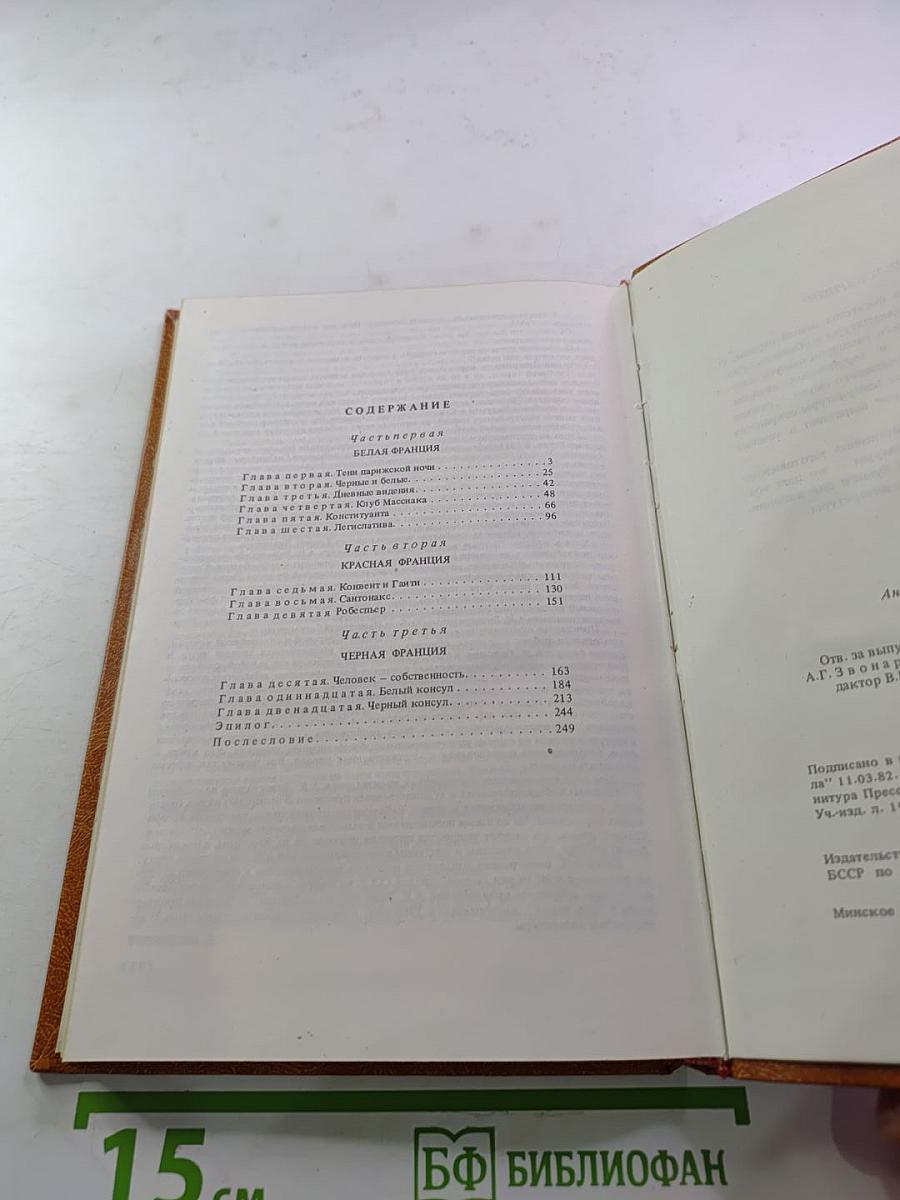 СОДЕРЖАНИЕ
Часть первая
БЕЛАЯ ФРАНЦИЯ
Глава первая. Тени парижской ночи . . . . . . . . . . . . . . . 3
Глава вторая. Черные и белые. . . . . . . . . . . . . . . . . . 25
Глава третья. Дневные видения. . . . . . . . . . . . . . . . . 42
Глава четвертая. Клуб Массиака . . . . . . . . . . . . . . . 48
Глава пятая. Конституанта . . . . . . . . . . . . . . . . . . . . 66
Глава шестая. Легислатива. . . . . . . . . . . . . . . . . . . . 96
Часть вторая
КРАСНАЯ ФРАНЦИЯ
Глава седьмая. Конвент и Гаити . . . . . . . . . . . . . . . 111
Глава восьмая. Сантонакс. . . . . . . . . . . . . . . . . . . 130
Глава девятая Робеспьер . . . . . . . . . . . . . . . . . . . 151
Часть третья
ЧЕРНАЯ ФРАНЦИЯ
Глава десятая. Человек — собственность. . . . . . . . . . 163
Глава одиннадцатая. Белый консул . . . . . . . . . . . . 184
Глава двенадцатая. Черный консул. . . . . . . . . . . . . 213
Эпилог. . . . . . . . . . . . . . . . . . . . . . . . . . . . . . . 244
Послесловие. . . . . . . . . . . . . . . . . . . . . . . . . . . 249
Ан
Отв. за выпу
А.Г.Звонар
дактор В.
Подписано в
ла" 11.03.82.
нитура Пресс
Уч.-изд. л. 1
Издательст
БССР по
Минское
15 см
БФ БИБЛИОФАН